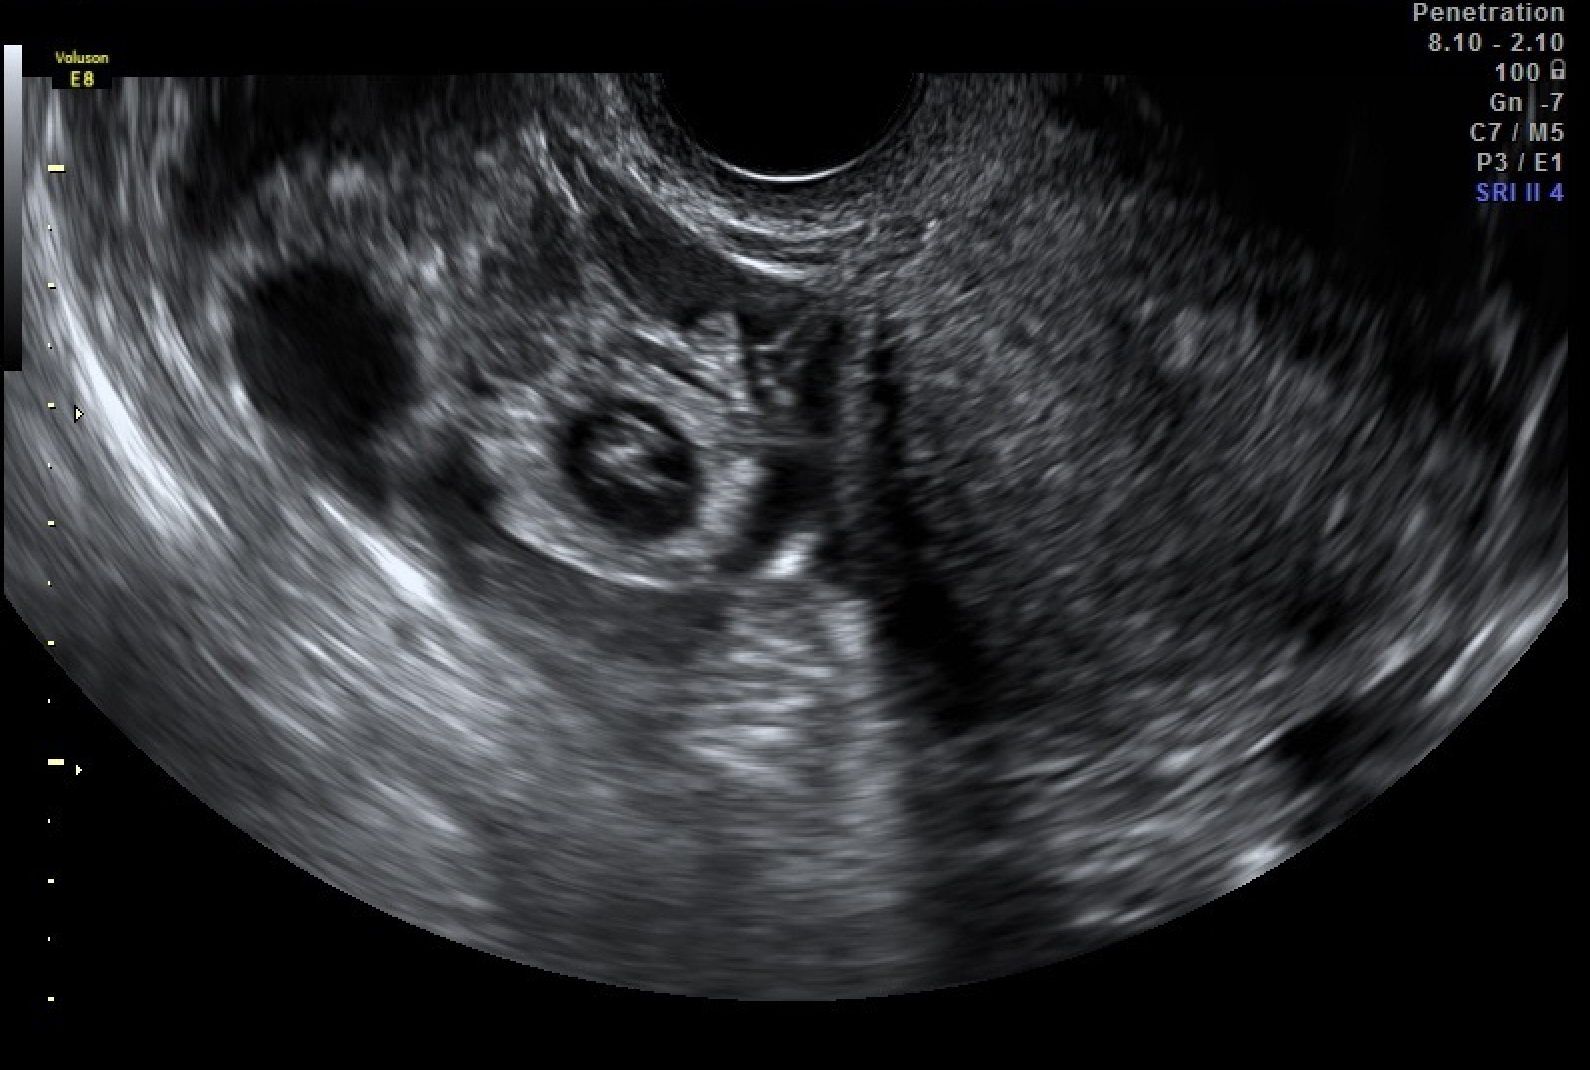 Voluson
E8
Penetration
8.10 - 2.10
100
Gn -7
C7 / M5
P3 / E1
SRI II 4